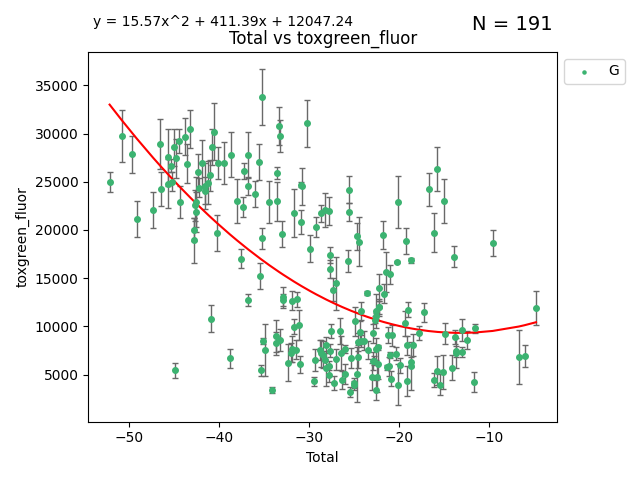 y = 15.57x^2 + 411.39x + 12047.24
N = 191
Total vs toxgreen_fluor
G
35000
30000
25000
20000
15000
10000
5000
toxgreen_fluor
−50
−40
−30
−20
−10
Total